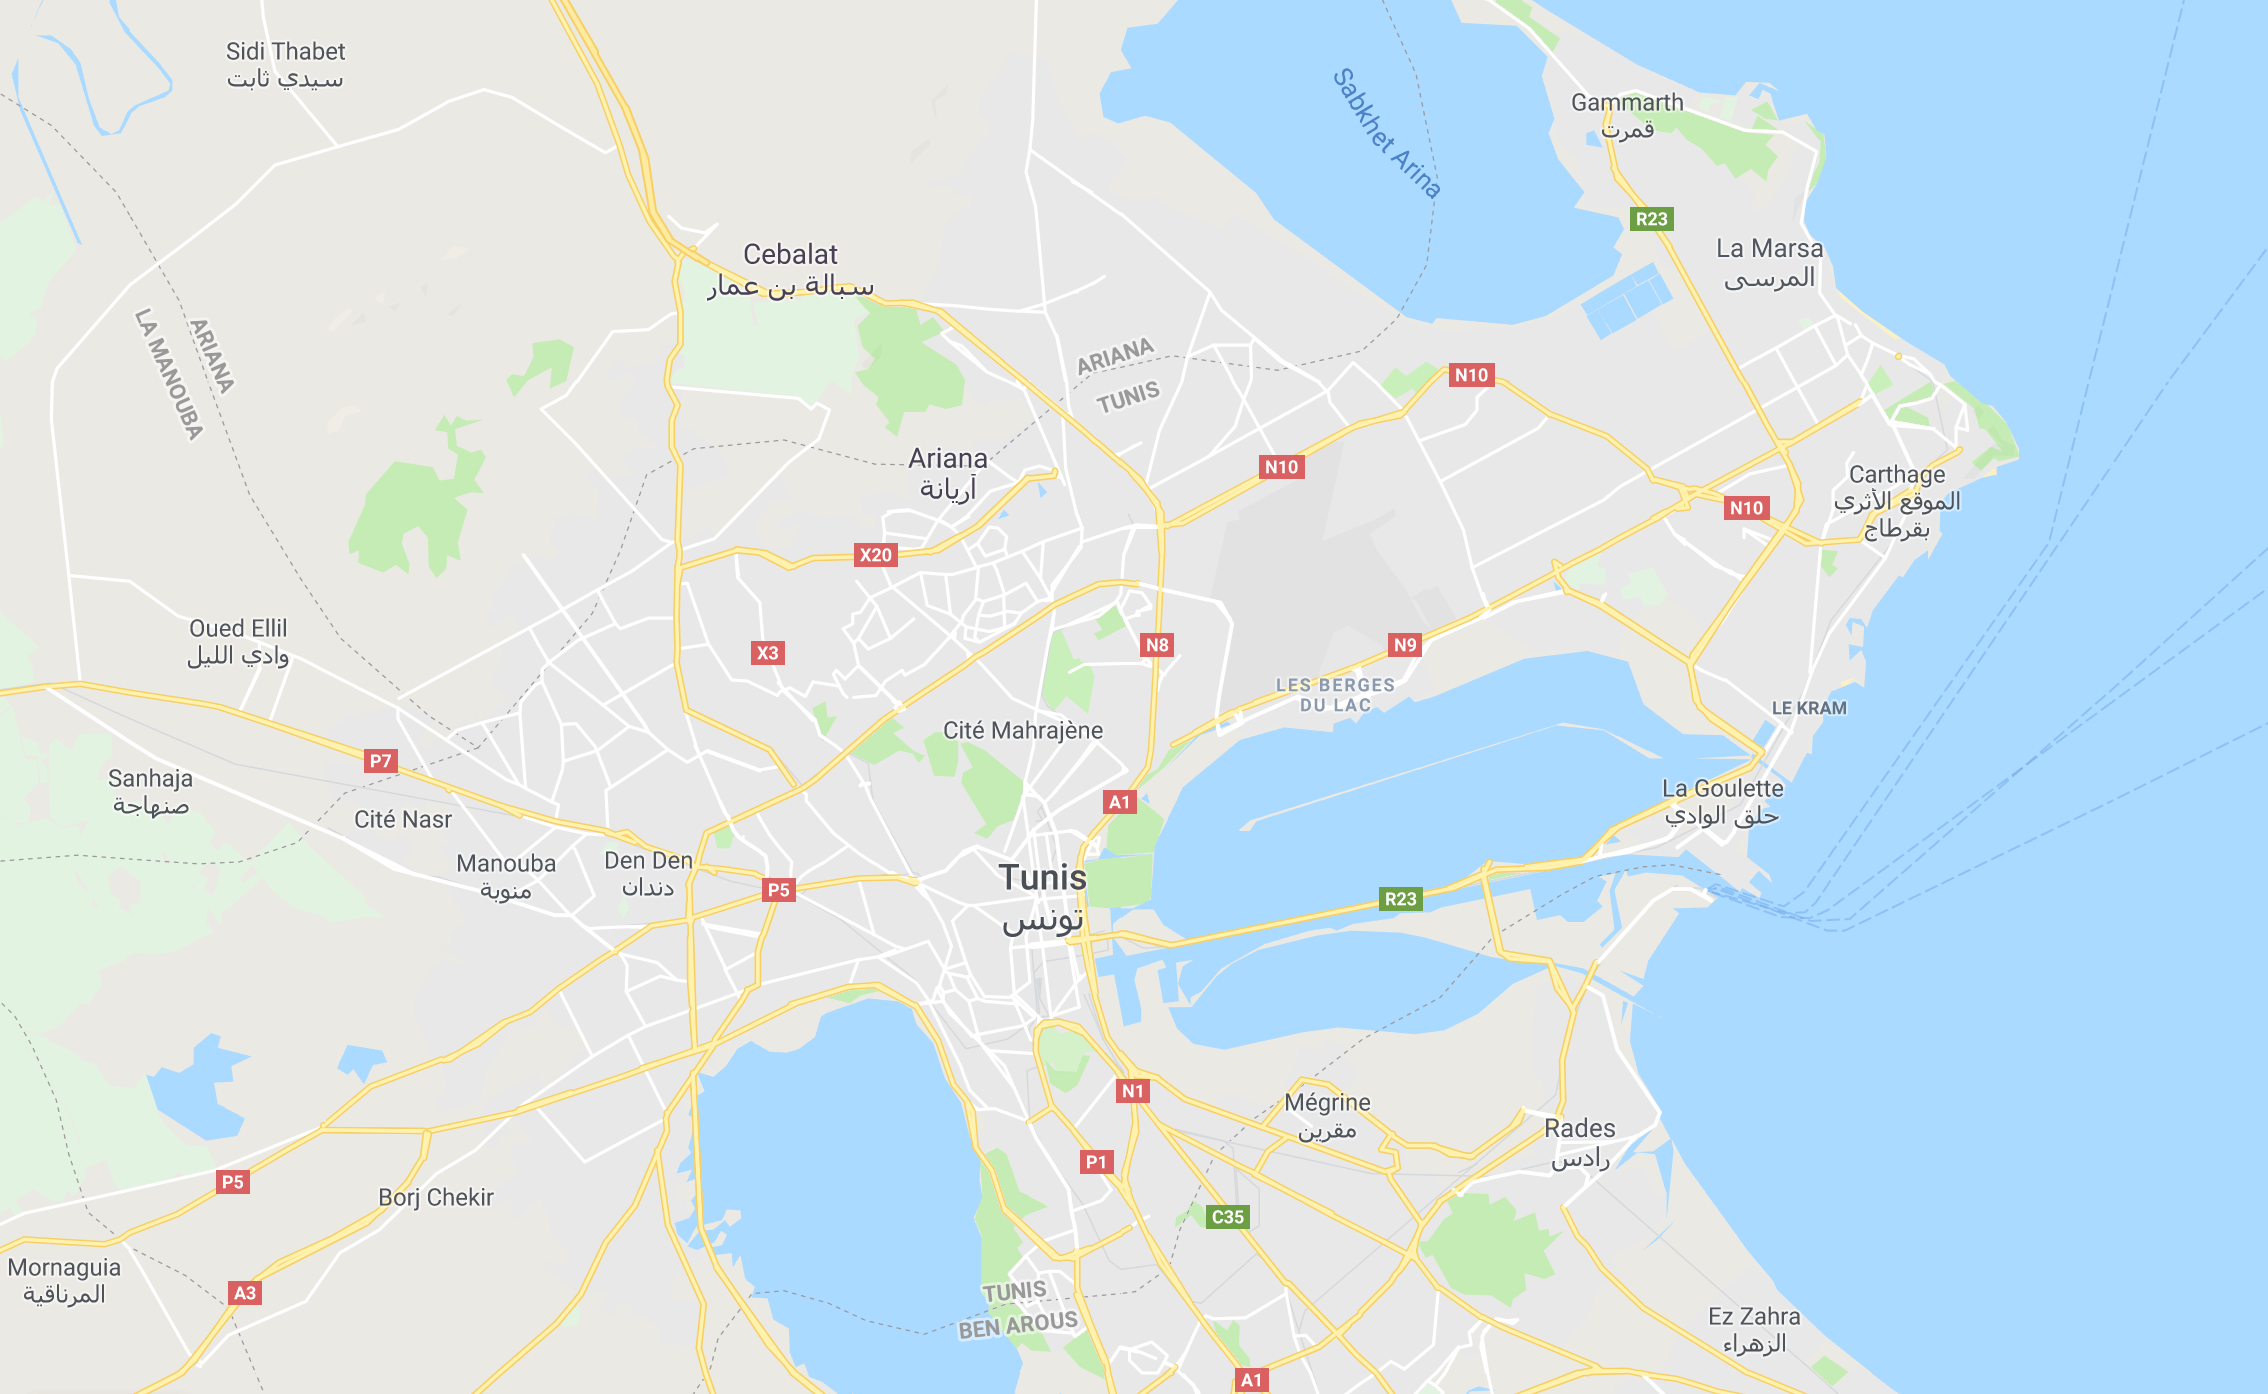 Sidi Thabet
سيدي ثابت
Sabkhet Arina
Gammarth
قمرت
R23
La Marsa
المرسى
Cebalat
سبالة بن عمار
ARIANA
LA MANOUBA
ARIANA
TUNIS
N10
Ariana
أريانة
N10
Carthage
الموقع الأثري
بقرطاج
N10
X20
Oued Ellil
وادي الليل
X3
N8
N9
LES BERGES
DU LAC
LE KRAM
Cité Mahrajène
P7
Sanhaja
صنهاجة
La Goulette
حلق الوادي
A1
Cité Nasr
Manouba
منوبة
Den Den
دندان
P5
Tunis
تونس
R23
N1
Mégrine
مقرين
Rades
رادس
P1
P5
Borj Chekir
C35
Mornaguia
المرناقية
A3
TUNIS
BEN AROUS
Ez Zahra
الزهراء
A1